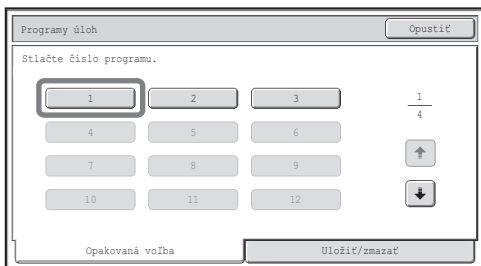 Programy úloh Opustiť
Stlačte číslo programu.
1 2 3 1
4 5 6 4
7 8 9
10 11 12
Opakovaná voľba Uložiť/zmazať